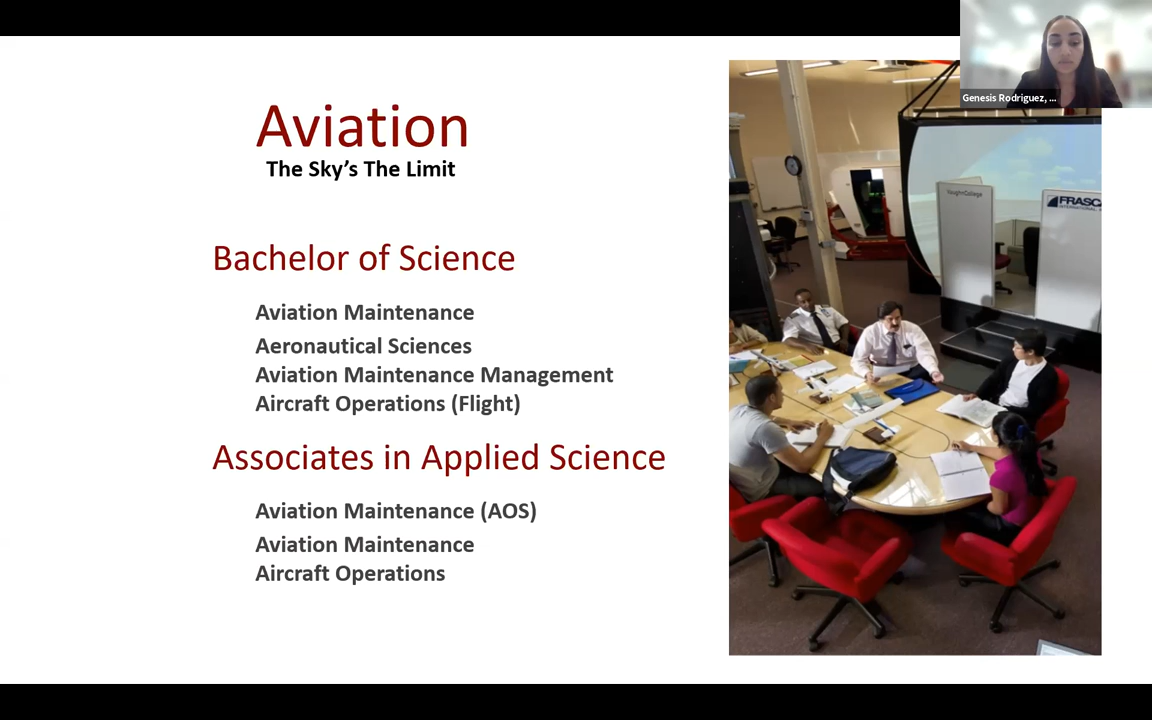 Aviation
The Sky's The Limit
Bachelor of Science
Aviation Maintenance
Aeronautical Sciences
Aviation Maintenance Management
Aircraft Operations (Flight)
Associates in Applied Science
Aviation Maintenance (AOS)
Aviation Maintenance
Aircraft Operations
Genesis Rodriguez, ...
VaughnCollege